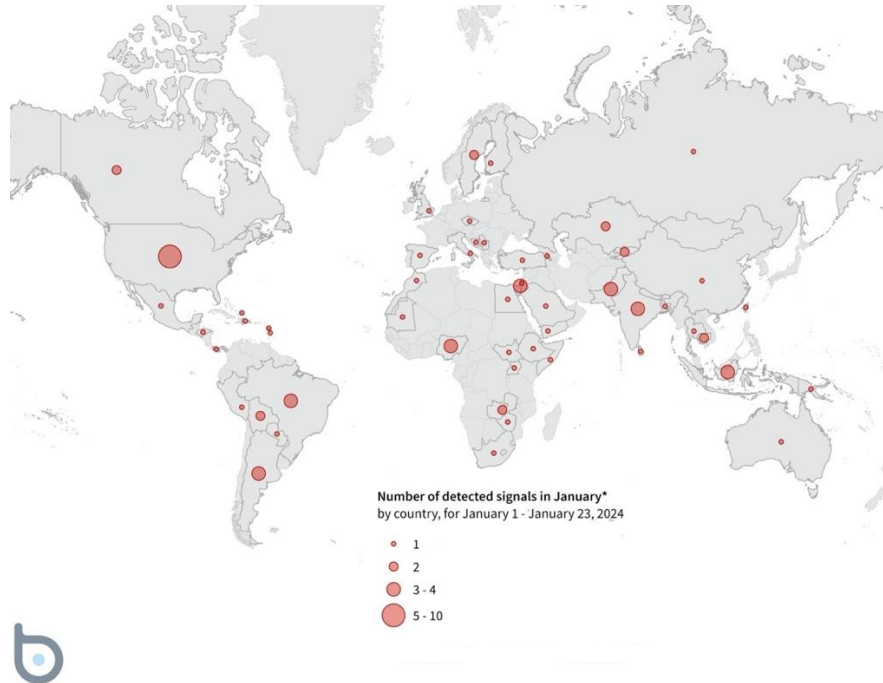 Number of detected signals in January*
by country, for January 1 - January 23, 2024
1
2
3 - 4
5 - 10
b